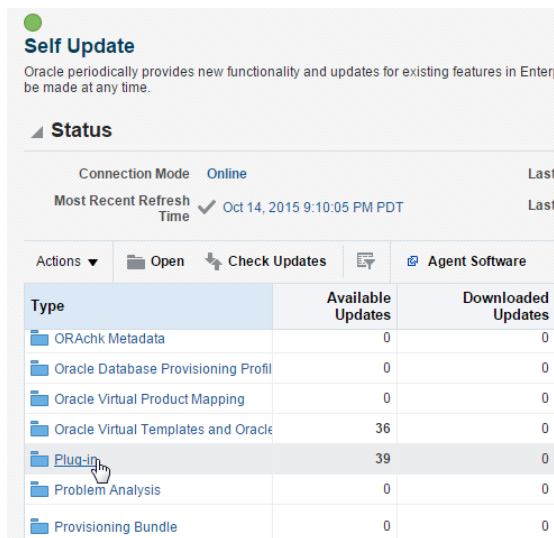 Self Update
Oracle periodically provides new functionality and updates for existing features in Enter
be made at any time.
Status
Connection Mode Online Last
Most Recent Refresh Time Oct 14, 2015 9:10:05 PM PDT Last
Actions Open Check Updates Agent Software
Type Available Updates Downloaded Updates
ORAchk Metadata 0 0
Oracle Database Provisioning Profil 0 0
Oracle Virtual Product Mapping 0 0
Oracle Virtual Templates and Oracle 36 0
Plug-in 39 0
Problem Analysis 0 0
Provisioning Bundle 0 0